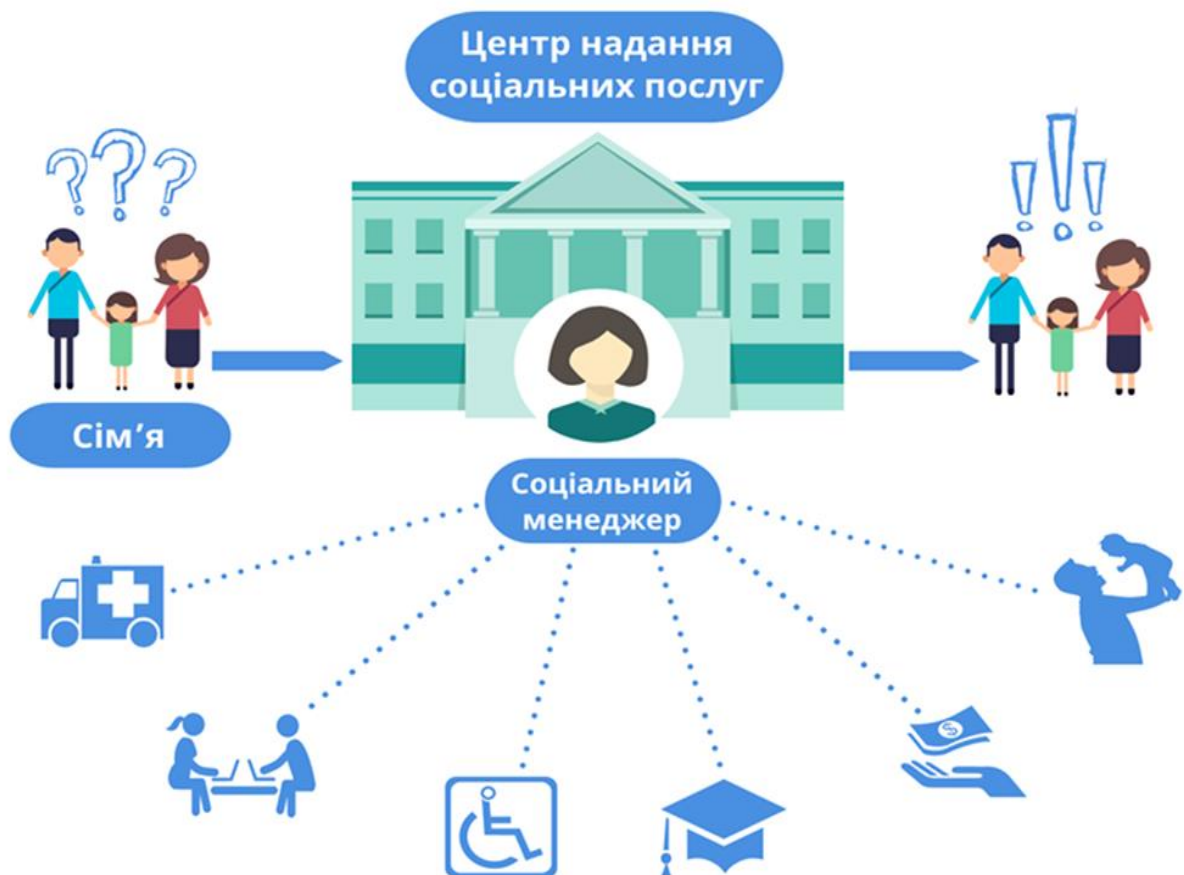 Центр надання
соціальних послуг
???
!!!
Сім’я
Соціальний
менеджер
$